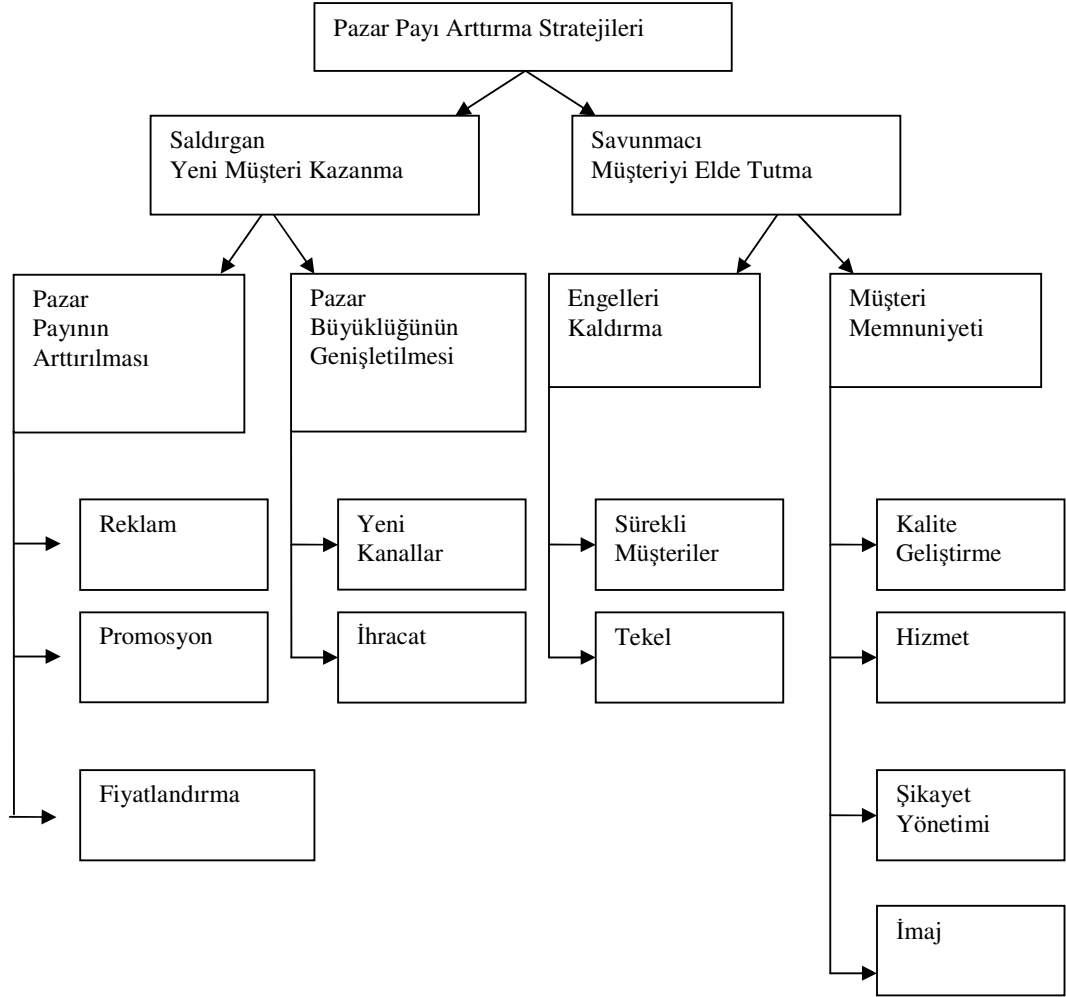 Pazar Payı Arttırma Stratejileri
Saldırgan
Yeni Müşteri Kazanma
Savunmacı
Müşteriyi Elde Tutma
Pazar
Payının
Arttırılması
Pazar
Büyüklüğünün
Genişletilmesi
Engelleri
Kaldırma
Müşteri
Memnuniyeti
Reklam
Yeni
Kanallar
Sürekli
Müşteriler
Kalite
Geliştirme
Promosyon
İhracat
Tekel
Hizmet
Fiyatlandırma
Şikayet
Yönetimi
İmaj